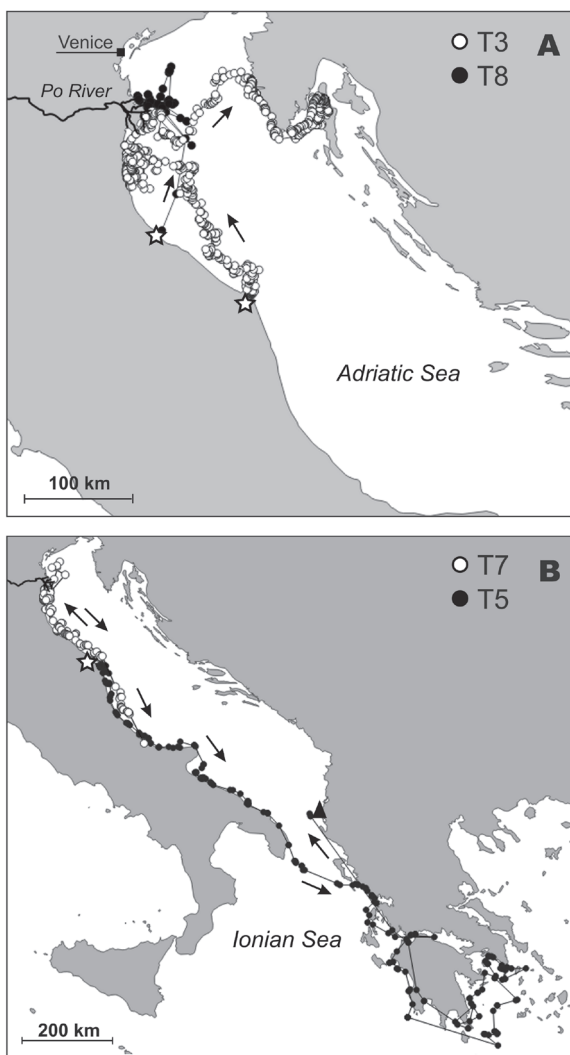 T3 A
Venice
T8
Po River
Adriatic Sea
100 km
T7 B
T5
Ionian Sea
200 km